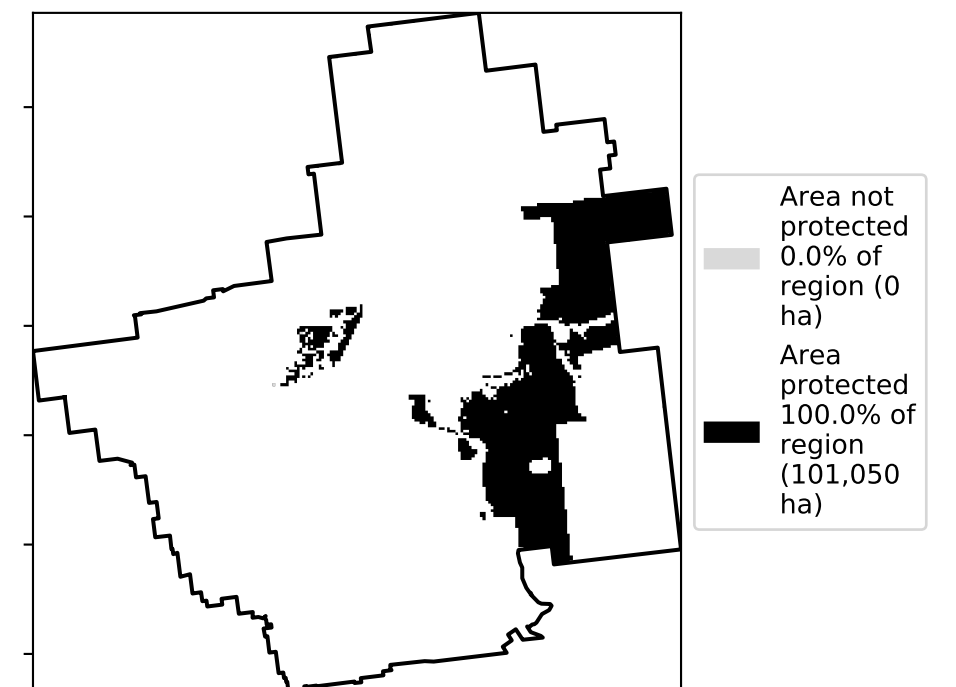 Area not
protected
0.0% of
region (0
ha)
Area
protected
100.0% of
region
(101,050
ha)